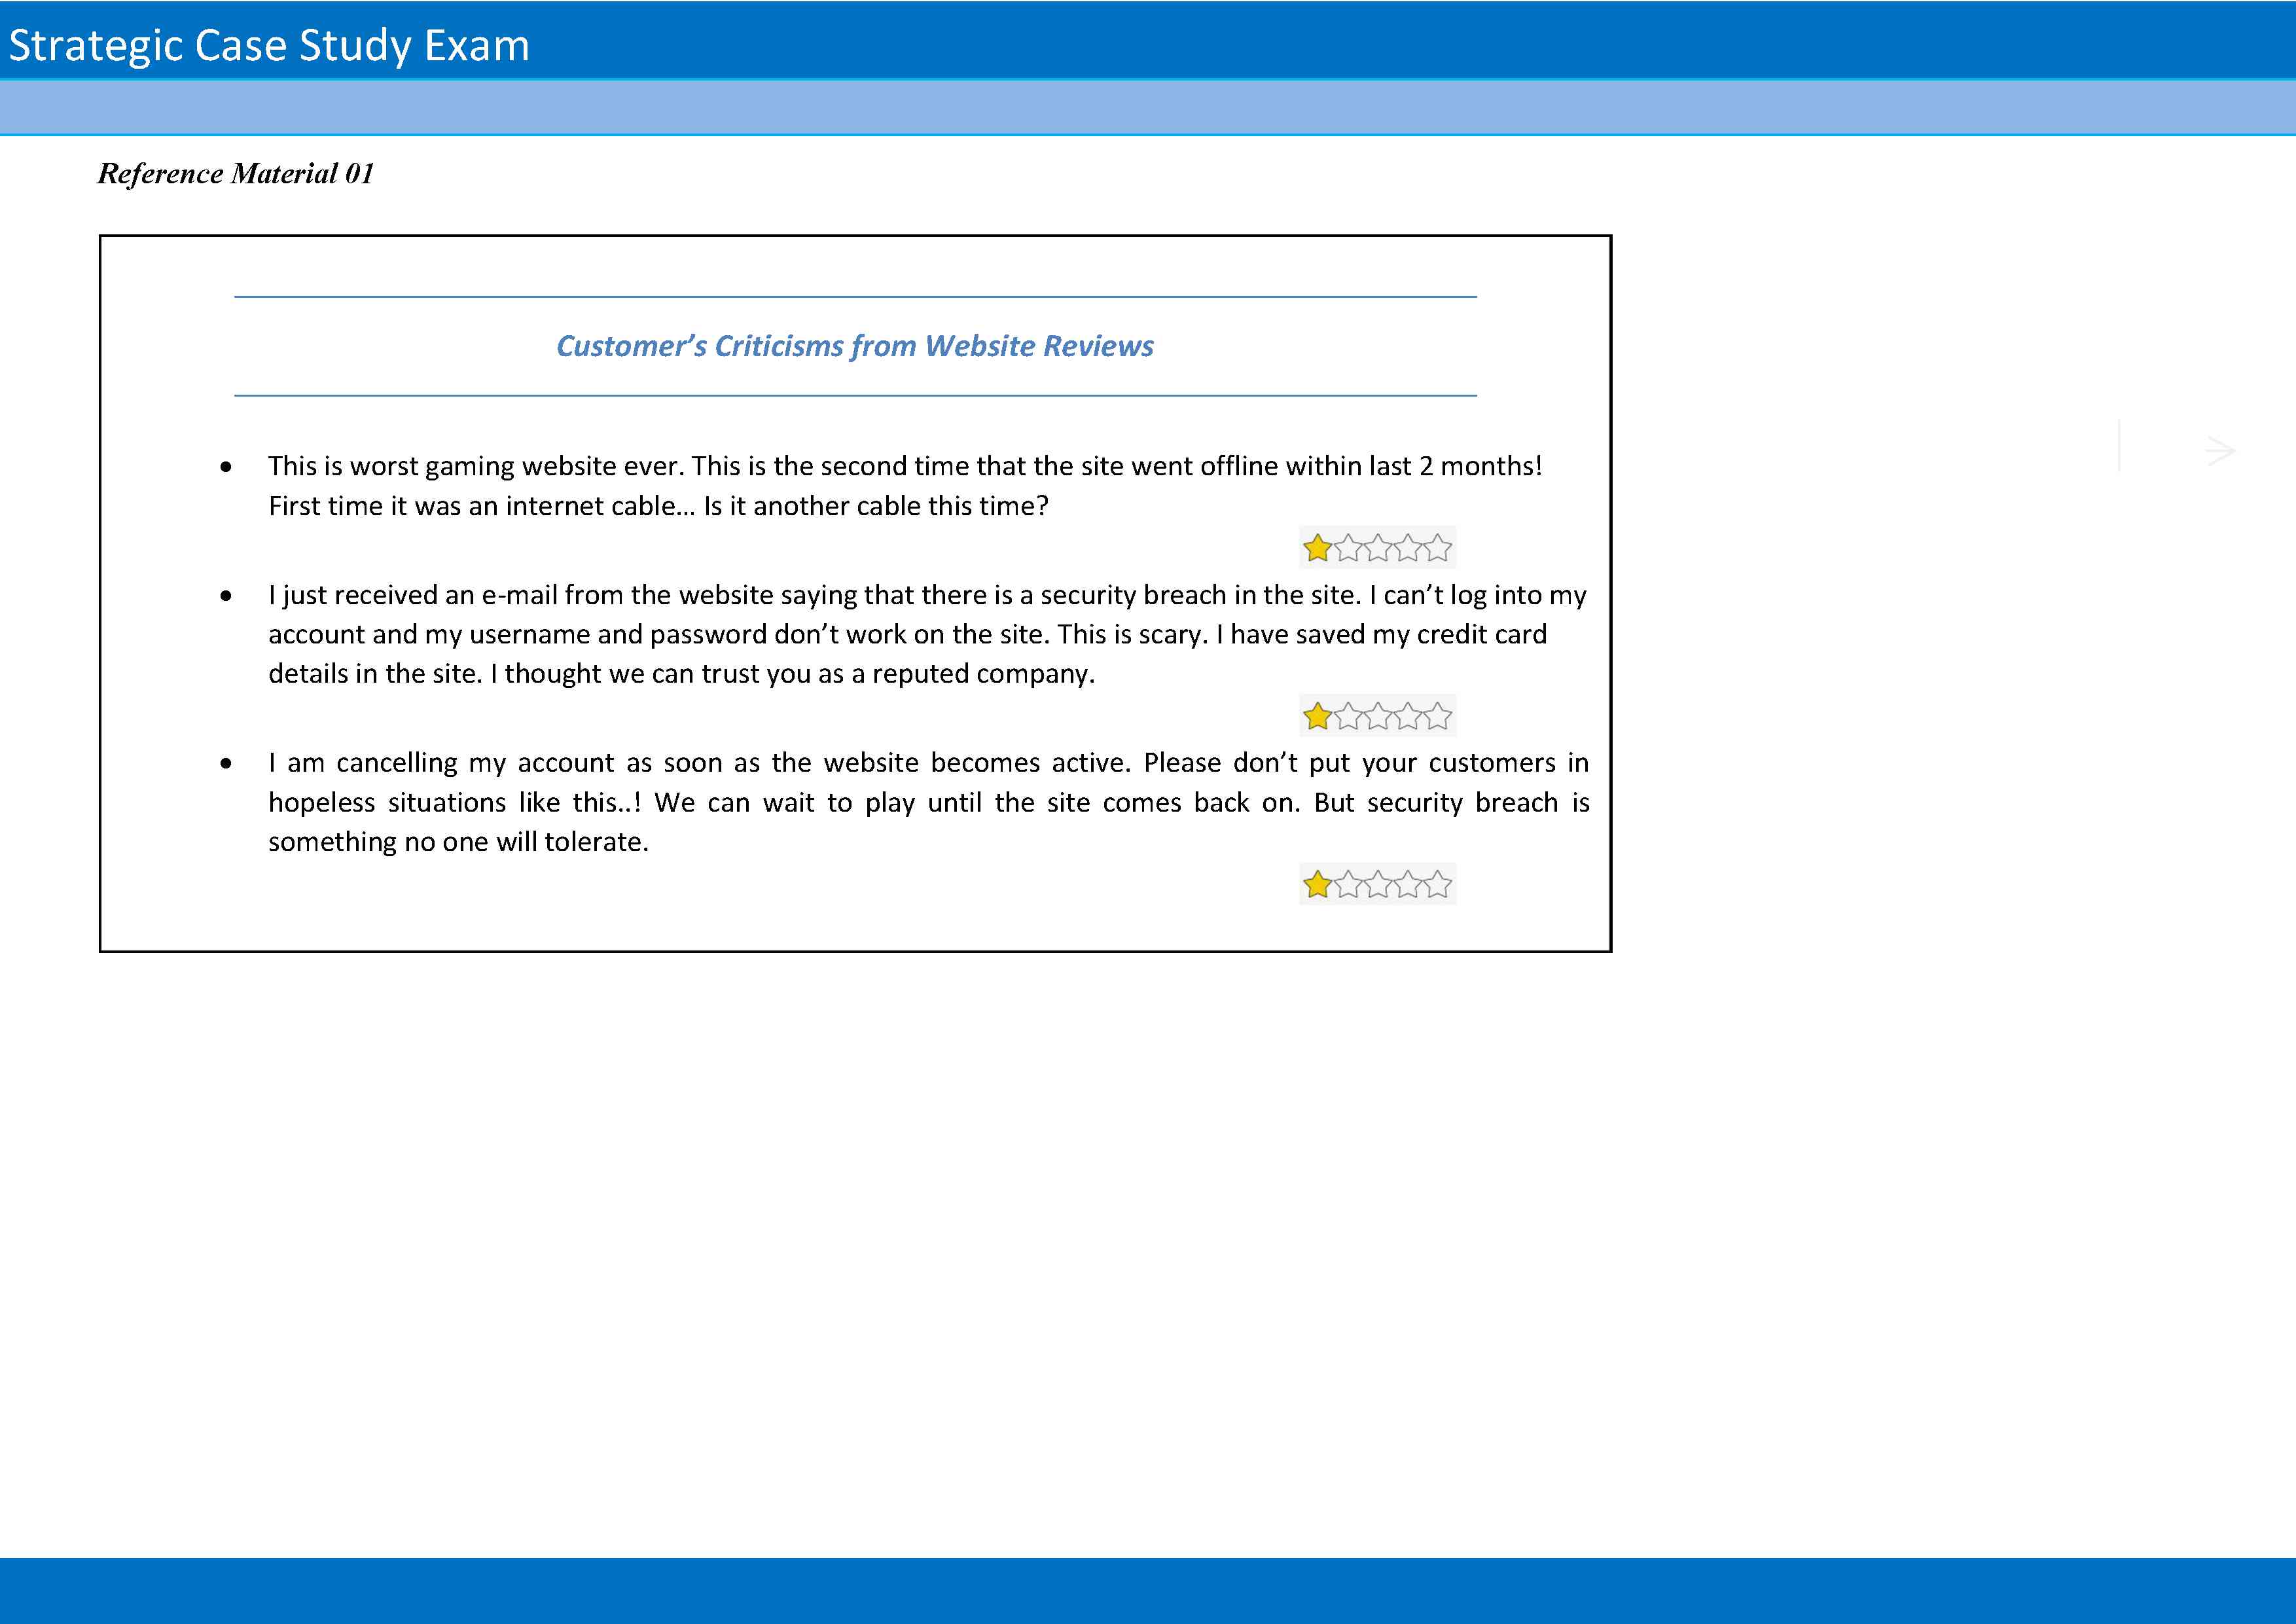 Strategic Case Study Exam
Reference Material 01
Customer’s Criticisms from Website Reviews
• This is worst gaming website ever. This is the second time that the site went offline within last 2 months!
First time it was an internet cable… Is it another cable this time?
• I just received an e-mail from the website saying that there is a security breach in the site. I can’t log into my
account and my username and password don’t work on the site. This is scary. I have saved my credit card
details in the site. I thought we can trust you as a reputed company.
• I am cancelling my account as soon as the website becomes active. Please don’t put your customers in
hopeless situations like this..! We can wait to play until the site comes back on. But security breach is
something no one will tolerate.